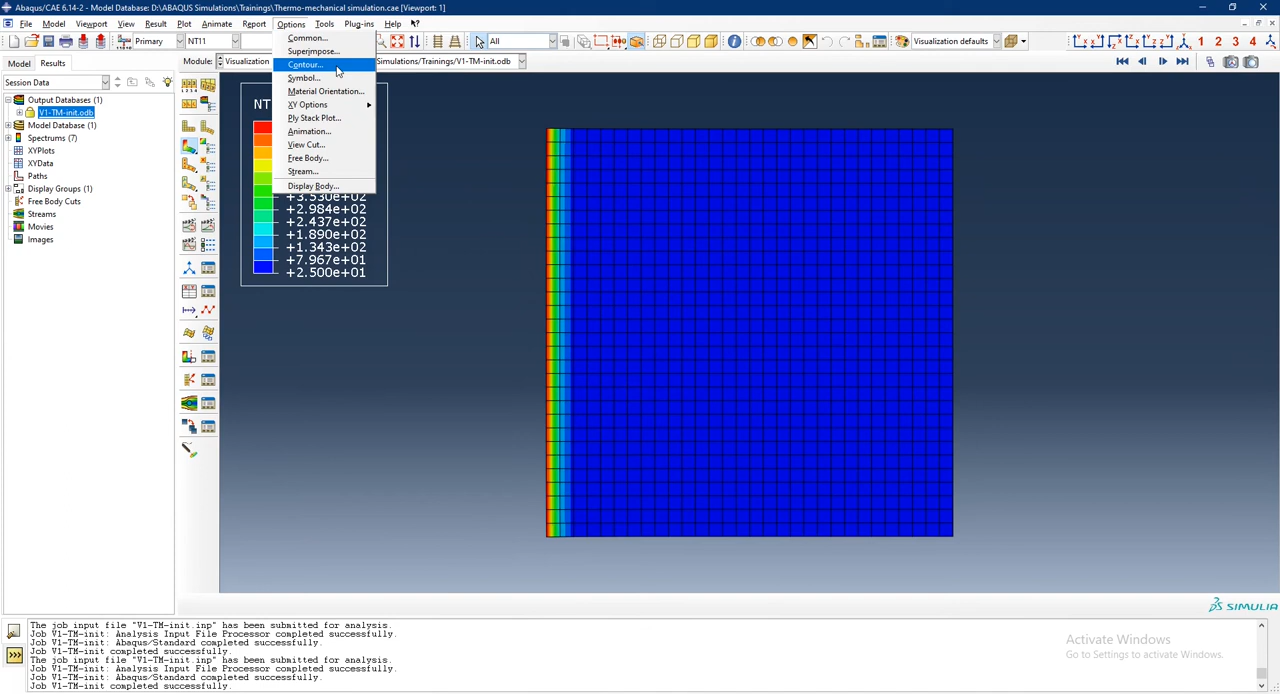 Abaqus/CAE 6.14-2 - Model Database: D:\ABAQUS Simulations\Trainings\Thermo-mechanical simulation.cae [Viewport: 1]
File Model Viewport View Result Plot Animate Report Options Tools Plug-ins Help
Primary NT11 All Visualization defaults 1 2 3 4
Model Results Module: Visualization Simulations/Trainings/V1-TM-init.odb
Common...
Superimpose...
Contour...
Symbol...
Material Orientation...
XY Options
Ply Stack Plot...
Animation...
View Cut...
Free Body...
Stream...
Display Body...
Session Data
Output Databases (1)
V1-TM-init.odb
Model Database (1)
Spectrums (7)
XYPlots
XYData
Paths
Display Groups (1)
Free Body Cuts
Streams
Movies
Images
NT
+3.530e+02
+2.984e+02
+2.437e+02
+1.890e+02
+1.343e+02
+7.967e+01
+2.500e+01
SIMULIA
The job input file "V1-TM-init.inp" has been submitted for analysis.
Job V1-TM-init: Analysis Input File Processor completed successfully.
Job V1-TM-init: Abaqus/Standard completed successfully.
Job V1-TM-init completed successfully.
The job input file "V1-TM-init.inp" has been submitted for analysis.
Job V1-TM-init: Analysis Input File Processor completed successfully.
Job V1-TM-init: Abaqus/Standard completed successfully.
Job V1-TM-init completed successfully.
Activate Windows
Go to Settings to activate Windows.